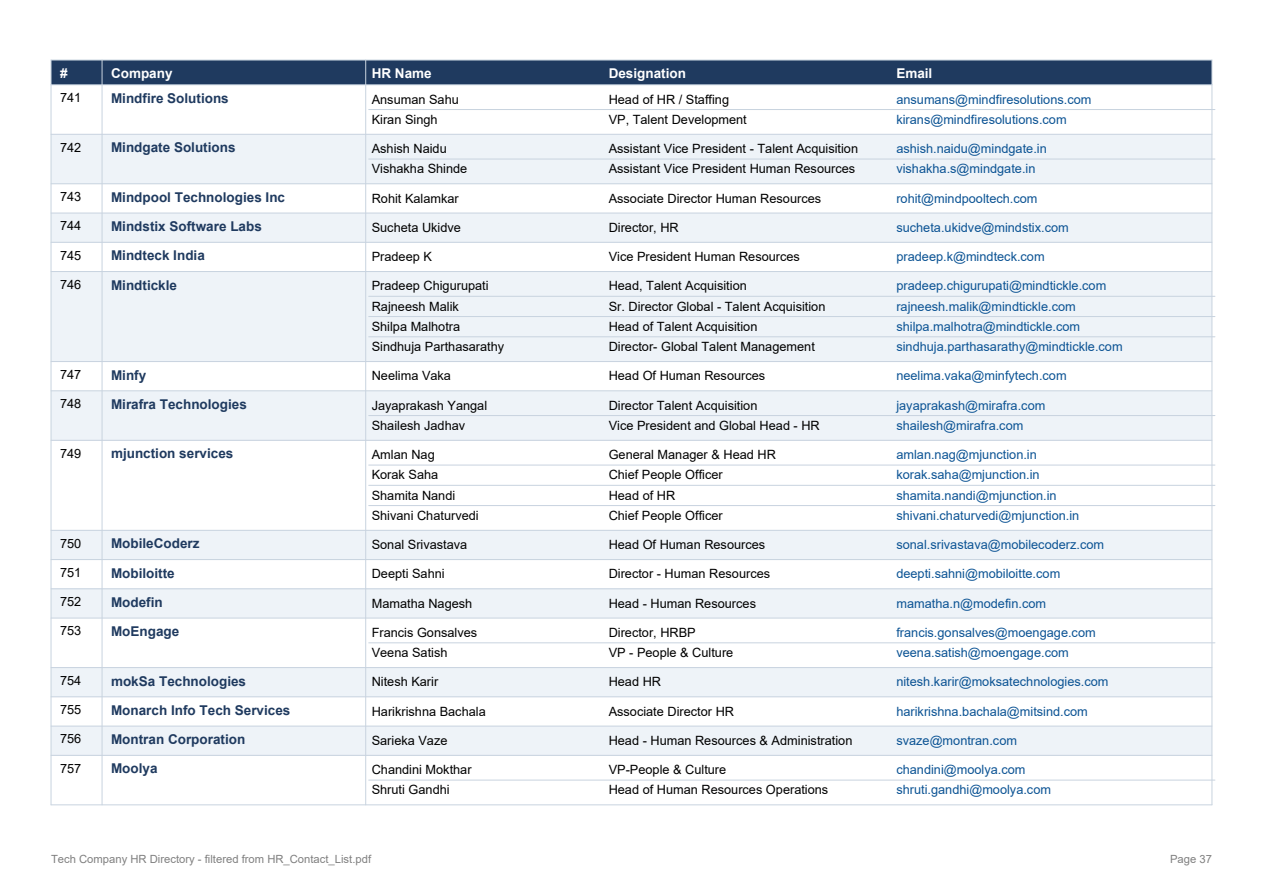 # Company HR Name Designation Email
741 Mindfire Solutions Ansuman Sahu Head of HR / Staffing ansumans@mindfiresolutions.com
Kiran Singh VP, Talent Development kirans@mindfiresolutions.com
742 Mindgate Solutions Ashish Naidu Assistant Vice President - Talent Acquisition ashish.naidu@mindgate.in
Vishakha Shinde Assistant Vice President Human Resources vishakha.s@mindgate.in
743 Mindpool Technologies Inc Rohit Kalamkar Associate Director Human Resources rohit@mindpooltech.com
744 Mindstix Software Labs Sucheta Ukidve Director, HR sucheta.ukidve@mindstix.com
745 Mindteck India Pradeep K Vice President Human Resources pradeep.k@mindteck.com
746 Mindtickle Pradeep Chigurupati Head, Talent Acquisition pradeep.chigurupati@mindtickle.com
Rajneesh Malik Sr. Director Global - Talent Acquisition rajneesh.malik@mindtickle.com
Shilpa Malhotra Head of Talent Acquisition shilpa.malhotra@mindtickle.com
Sindhuja Parthasarathy Director- Global Talent Management sindhuja.parthasarathy@mindtickle.com
747 Minfy Neelima Vaka Head Of Human Resources neelima.vaka@minfytech.com
748 Mirafra Technologies Jayaprakash Yangal Director Talent Acquisition jayaprakash@mirafra.com
Shailesh Jadhav Vice President and Global Head - HR shailesh@mirafra.com
749 mjunction services Amlan Nag General Manager & Head HR amlan.nag@mjunction.in
Korak Saha Chief People Officer korak.saha@mjunction.in
Shamita Nandi Head of HR shamita.nandi@mjunction.in
Shivani Chaturvedi Chief People Officer shivani.chaturvedi@mjunction.in
750 MobileCoderz Sonal Srivastava Head Of Human Resources sonal.srivastava@mobilecoderz.com
751 Mobiloitte Deepti Sahni Director - Human Resources deepti.sahni@mobiloitte.com
752 Modefin Mamatha Nagesh Head - Human Resources mamatha.n@modefin.com
753 MoEngage Francis Gonsalves Director, HRBP francis.gonsalves@moengage.com
Veena Satish VP - People & Culture veena.satish@moengage.com
754 mokSa Technologies Nitesh Karir Head HR nitesh.karir@moksatechnologies.com
755 Monarch Info Tech Services Harikrishna Bachala Associate Director HR harikrishna.bachala@mitsind.com
756 Montran Corporation Sarieka Vaze Head - Human Resources & Administration svaze@montran.com
757 Moolya Chandini Mokthar VP-People & Culture chandini@moolya.com
Shruti Gandhi Head of Human Resources Operations shruti.gandhi@moolya.com
Tech Company HR Directory - filtered from HR_Contact_List.pdf Page 37